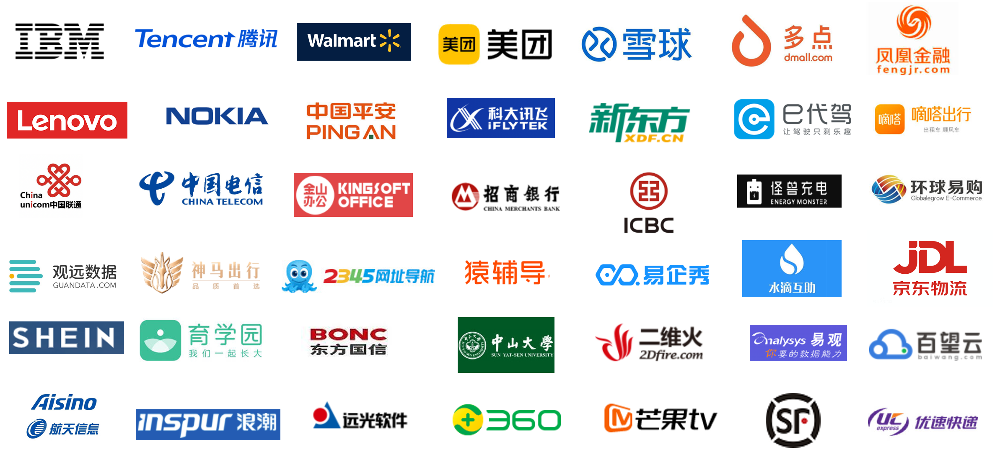 IBM
Tencent 腾讯
Walmart
美团 美团
雪球
多点
dmall.com
凤凰金融
fengjr.com
Lenovo
NOKIA
中国平安
PING AN
科大讯飞
iFLYTEK
新东方
XDF.CN
e代驾
让驾驶只剩乐趣
嘀嗒 嘀嗒出行
出租车 顺风车
China
unicom中国联通
中国电信
CHINA TELECOM
金山
办公
KINGSOFT
OFFICE
招商银行
CHINA MERCHANTS BANK
ICBC
怪兽充电
ENERGY MONSTER
环球易购
Globalegrow E-Commerce
观远数据
GUANDATA.COM
神马出行
品质首选
2345网址导航
猿辅导
易企秀
水滴互助
JDL
京东物流
SHEIN
育学园
我们一起长大
BONC
东方国信
中山大學
SUN YAT-SEN UNIVERSITY
二维火
2Dfire.com
analysys 易观
你要的数据能力
百望云
baiwang.com
Aisino
航天信息
inspur 浪潮
远光软件
360
芒果tv
SF
UC
express
优速快递